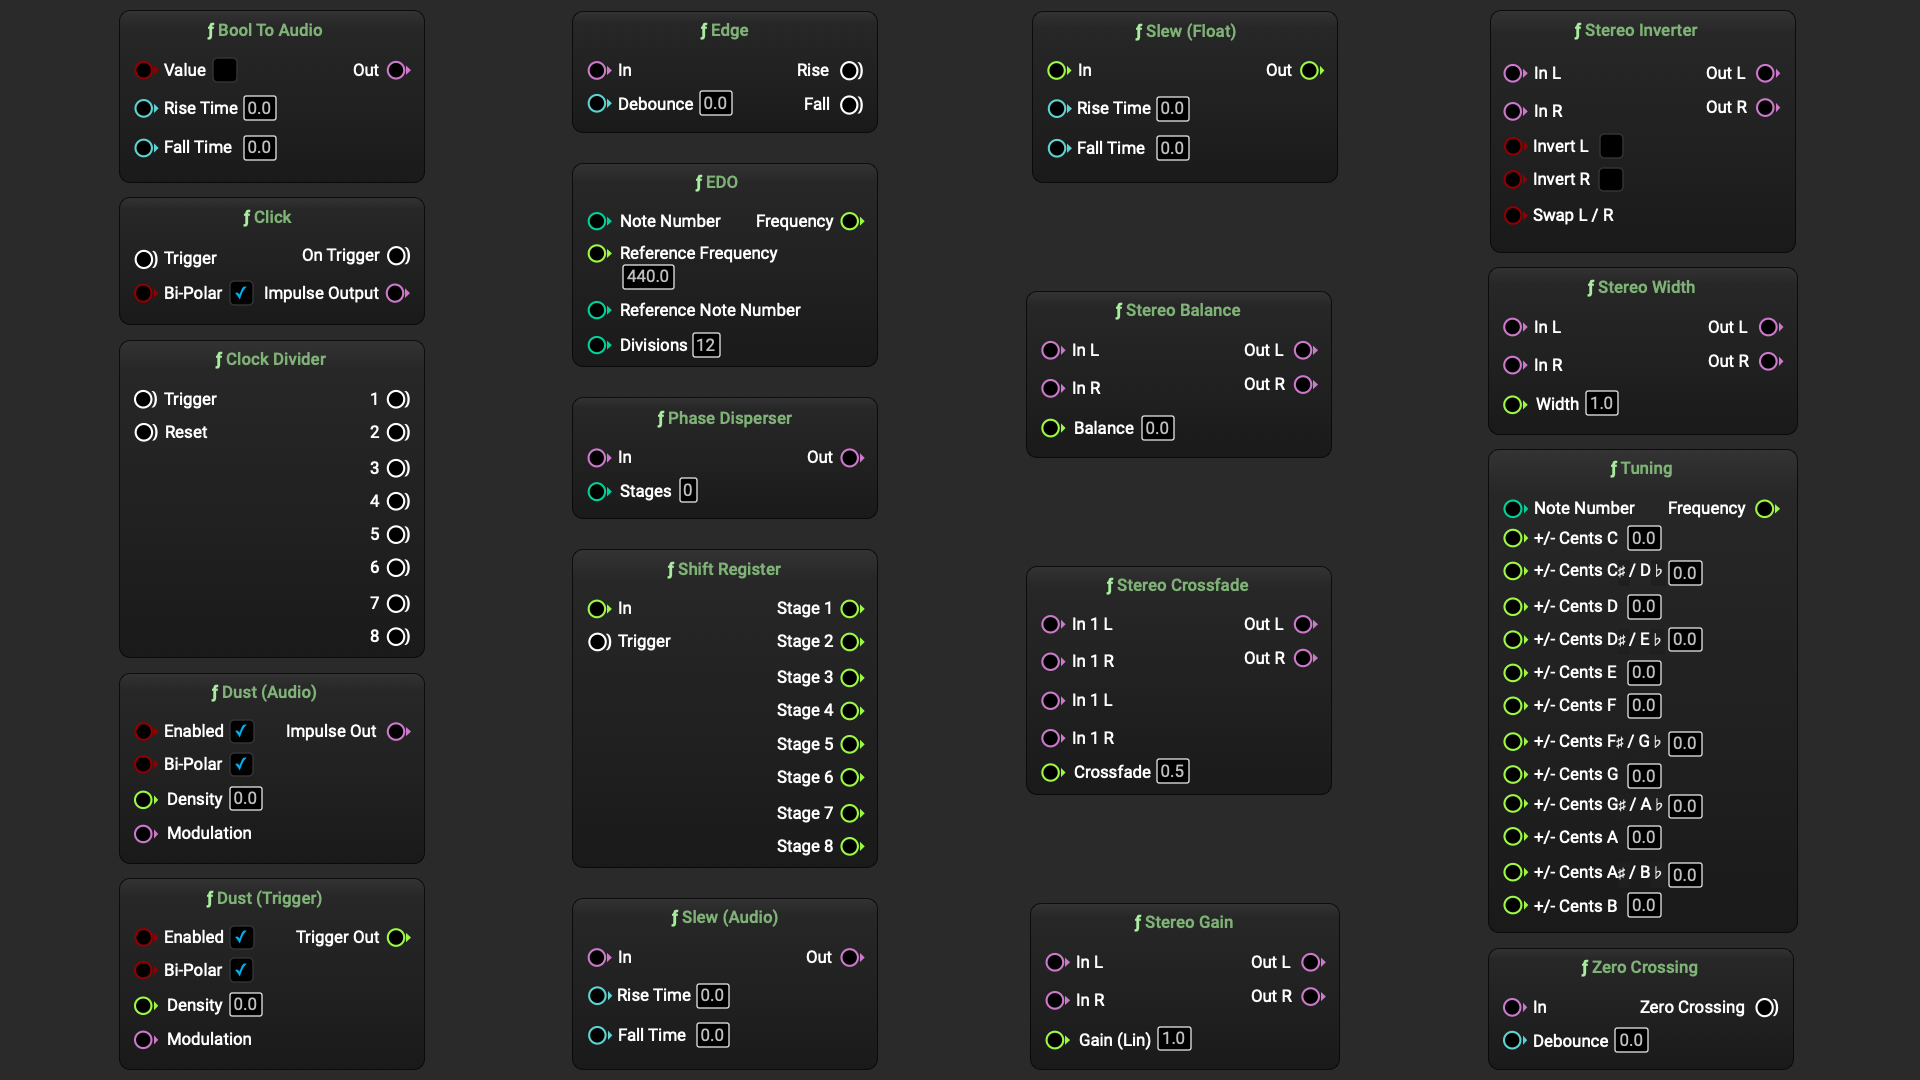 ƒ Bool To Audio
Value Out
Rise Time 0.0
Fall Time 0.0
ƒ Click
Trigger On Trigger
Bi-Polar ✓ Impulse Output
ƒ Clock Divider
Trigger 1
Reset 2
3
4
5
6
7
8
ƒ Dust (Audio)
Enabled ✓ Impulse Out
Bi-Polar ✓
Density 0.0
Modulation
ƒ Dust (Trigger)
Enabled ✓ Trigger Out
Bi-Polar ✓
Density 0.0
Modulation
ƒ Edge
In Rise
Debounce 0.0 Fall
ƒ EDO
Note Number Frequency
Reference Frequency
440.0
Reference Note Number
Divisions 12
ƒ Phase Disperser
In Out
Stages 0
ƒ Shift Register
In Stage 1
Trigger Stage 2
Stage 3
Stage 4
Stage 5
Stage 6
Stage 7
Stage 8
ƒ Slew (Audio)
In Out
Rise Time 0.0
Fall Time 0.0
ƒ Slew (Float)
In Out
Rise Time 0.0
Fall Time 0.0
ƒ Stereo Balance
In L Out L
In R Out R
Balance 0.0
ƒ Stereo Crossfade
In 1 L Out L
In 1 R Out R
In 1 L
In 1 R
Crossfade 0.5
ƒ Stereo Gain
In L Out L
In R Out R
Gain (Lin) 1.0
ƒ Stereo Inverter
In L Out L
In R Out R
Invert L
Invert R
Swap L / R
ƒ Stereo Width
In L Out L
In R Out R
Width 1.0
ƒ Tuning
Note Number Frequency
+/- Cents C 0.0
+/- Cents C♯ / D ♭ 0.0
+/- Cents D 0.0
+/- Cents D♯ / E ♭ 0.0
+/- Cents E 0.0
+/- Cents F 0.0
+/- Cents F♯ / G ♭ 0.0
+/- Cents G 0.0
+/- Cents G♯ / A ♭ 0.0
+/- Cents A 0.0
+/- Cents A♯ / B ♭ 0.0
+/- Cents B 0.0
ƒ Zero Crossing
In Zero Crossing
Debounce 0.0